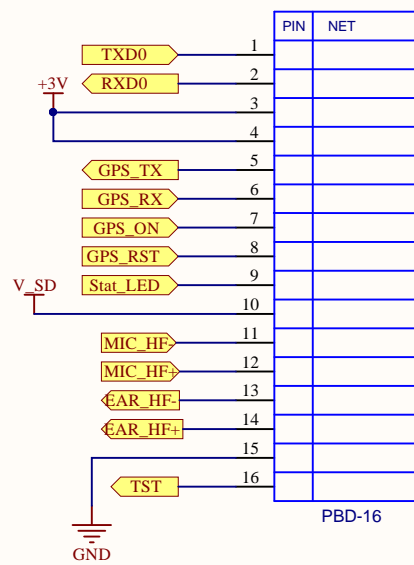 PIN NET
TXD0 1
RXD0 2
+3V
3
4
GPS_TX 5
GPS_RX 6
GPS_ON 7
GPS_RST 8
Stat_LED 9
V_SD
10
MIC_HF- 11
MIC_HF+ 12
EAR_HF- 13
EAR_HF+ 14
15
TST 16
PBD-16
GND